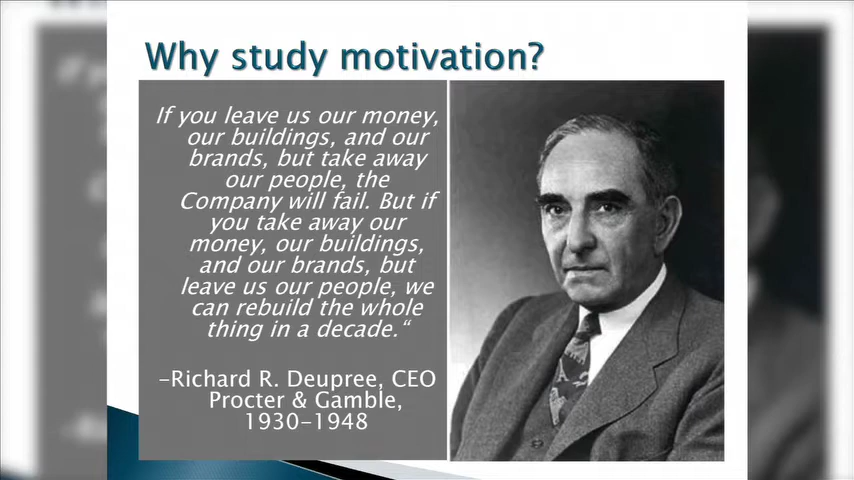 Why study motivation?
If you leave us our money,
our buildings, and our
brands, but take away
our people, the
Company will fail. But if
you take away our
money, our buildings,
and our brands, but
leave us our people, we
can rebuild the whole
thing in a decade.“
–Richard R. Deupree, CEO
Procter & Gamble,
1930–1948